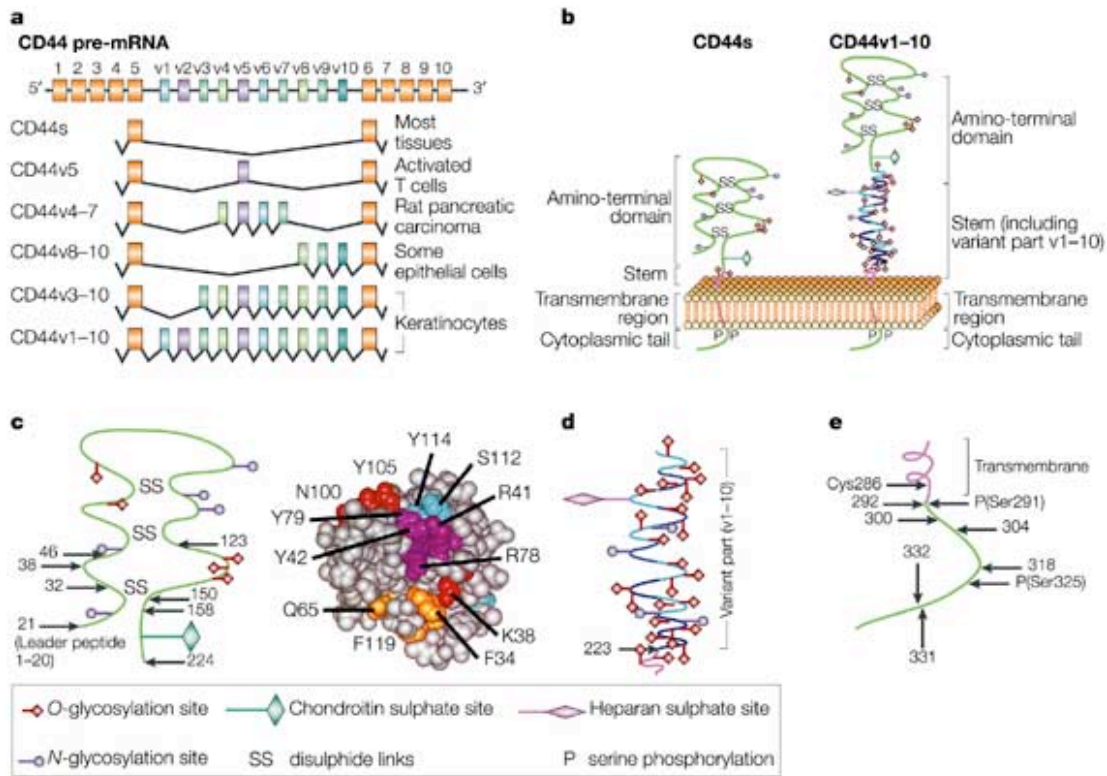 a
CD44 pre-mRNA
1 2 3 4 5 v1 v2 v3 v4 v5 v6 v7 v8 v9 v10 6 7 8 9 10
5′ 3′
CD44s Most tissues
CD44v5 Activated T cells
CD44v4–7 Rat pancreatic carcinoma
CD44v8–10 Some epithelial cells
CD44v3–10
Keratinocytes
CD44v1–10
b
CD44s CD44v1–10
SS
SS
SS
Amino-terminal domain
Stem
Transmembrane region
Cytoplasmic tail
P P
SS
SS
SS
Amino-terminal domain
Stem (including variant part v1–10)
Transmembrane region
Cytoplasmic tail
P P
c
SS
SS
SS
46
38
32
21
(Leader peptide 1–20)
123
150
158
224
Y114
Y105
S112
N100
R41
Y79
Y42
R78
Q65
K38
F119
F34
d
Variant part (v1–10)
223
e
Transmembrane
Cys286
292
P(Ser291)
300
304
332
318
P(Ser325)
331
O-glycosylation site
Chondroitin sulphate site
Heparan sulphate site
N-glycosylation site
SS disulphide links
P serine phosphorylation